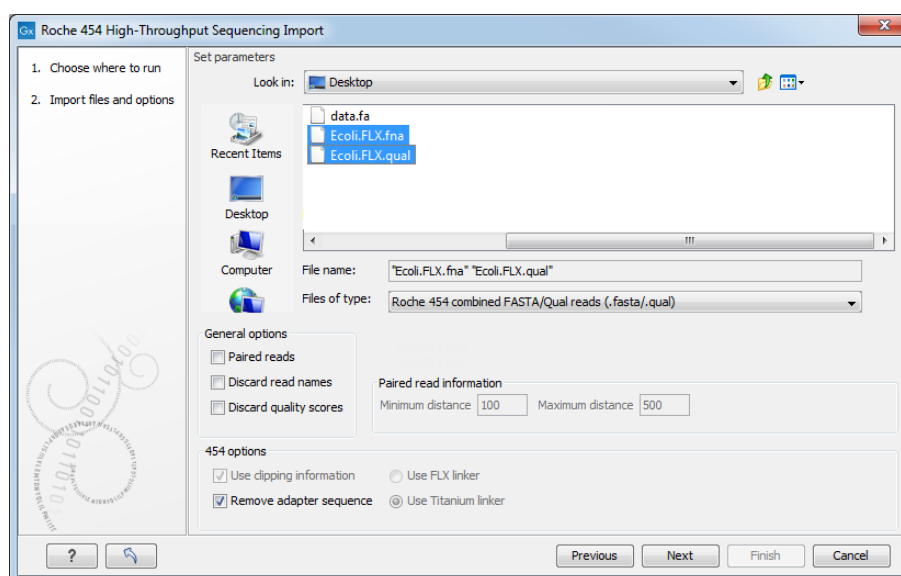 Gx Roche 454 High-Throughput Sequencing Import
1. Choose where to run
2. Import files and options
Set parameters
Look in: Desktop
Recent Items
Desktop
Computer
data.fa
Ecoli.FLX.fna
Ecoli.FLX.qual
File name: "Ecoli.FLX.fna" "Ecoli.FLX.qual"
Files of type: Roche 454 combined FASTA/Qual reads (.fasta/.qual)
General options
Paired reads
Discard read names
Discard quality scores
Paired read information
Minimum distance 100 Maximum distance 500
454 options
Use clipping information Use FLX linker
Remove adapter sequence Use Titanium linker
? Previous Next Finish Cancel